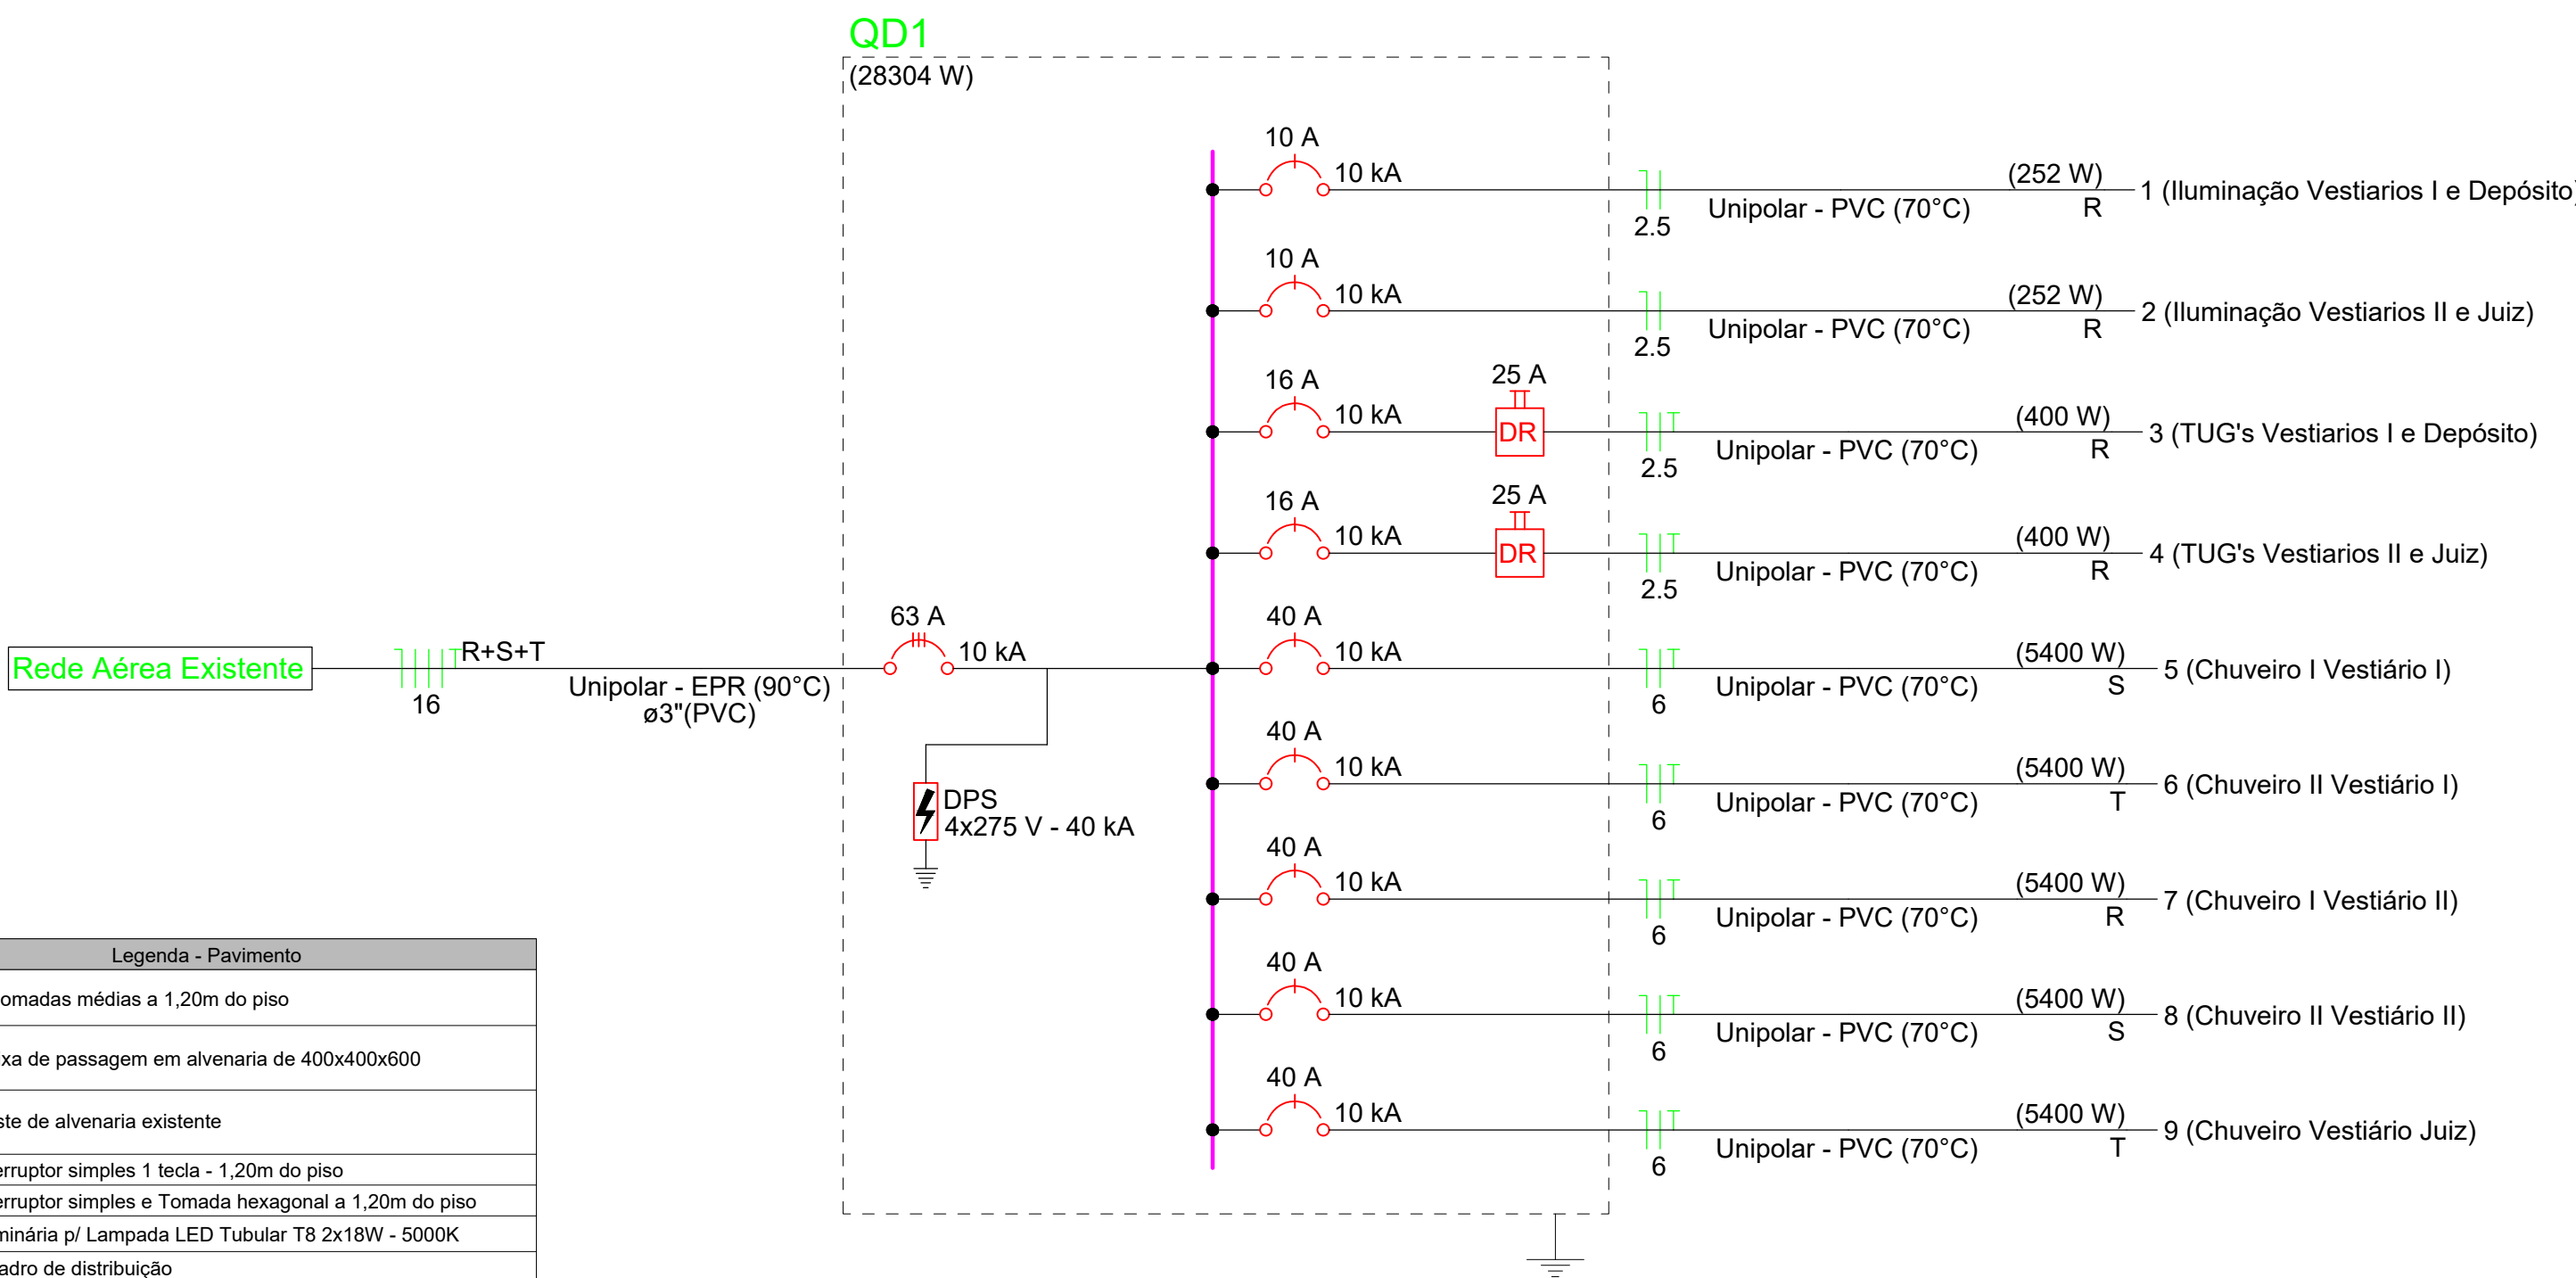 QD1
(28304 W)
10 A
10 kA
2.5
Unipolar - PVC (70°C)
(252 W)
R
1 (Iluminação Vestiarios I e Depósito)
10 A
10 kA
2.5
Unipolar - PVC (70°C)
(252 W)
R
2 (Iluminação Vestiarios II e Juiz)
16 A
10 kA
25 A
DR
2.5
Unipolar - PVC (70°C)
(400 W)
R
3 (TUG's Vestiarios I e Depósito)
16 A
10 kA
25 A
DR
2.5
Unipolar - PVC (70°C)
(400 W)
R
4 (TUG's Vestiarios II e Juiz)
Rede Aérea Existente
16
R+S+T
Unipolar - EPR (90°C)
ø3"(PVC)
63 A
10 kA
DPS
4x275 V - 40 kA
40 A
10 kA
6
Unipolar - PVC (70°C)
(5400 W)
S
5 (Chuveiro I Vestiário I)
40 A
10 kA
6
Unipolar - PVC (70°C)
(5400 W)
T
6 (Chuveiro II Vestiário I)
40 A
10 kA
6
Unipolar - PVC (70°C)
(5400 W)
R
7 (Chuveiro I Vestiário II)
40 A
10 kA
6
Unipolar - PVC (70°C)
(5400 W)
S
8 (Chuveiro II Vestiário II)
40 A
10 kA
6
Unipolar - PVC (70°C)
(5400 W)
T
9 (Chuveiro Vestiário Juiz)
Legenda - Pavimento
omadas médias a 1,20m do piso
xa de passagem em alvenaria de 400x400x600
ste de alvenaria existente
erruptor simples 1 tecla - 1,20m do piso
erruptor simples e Tomada hexagonal a 1,20m do piso
minária p/ Lampada LED Tubular T8 2x18W - 5000K
adro de distribuição